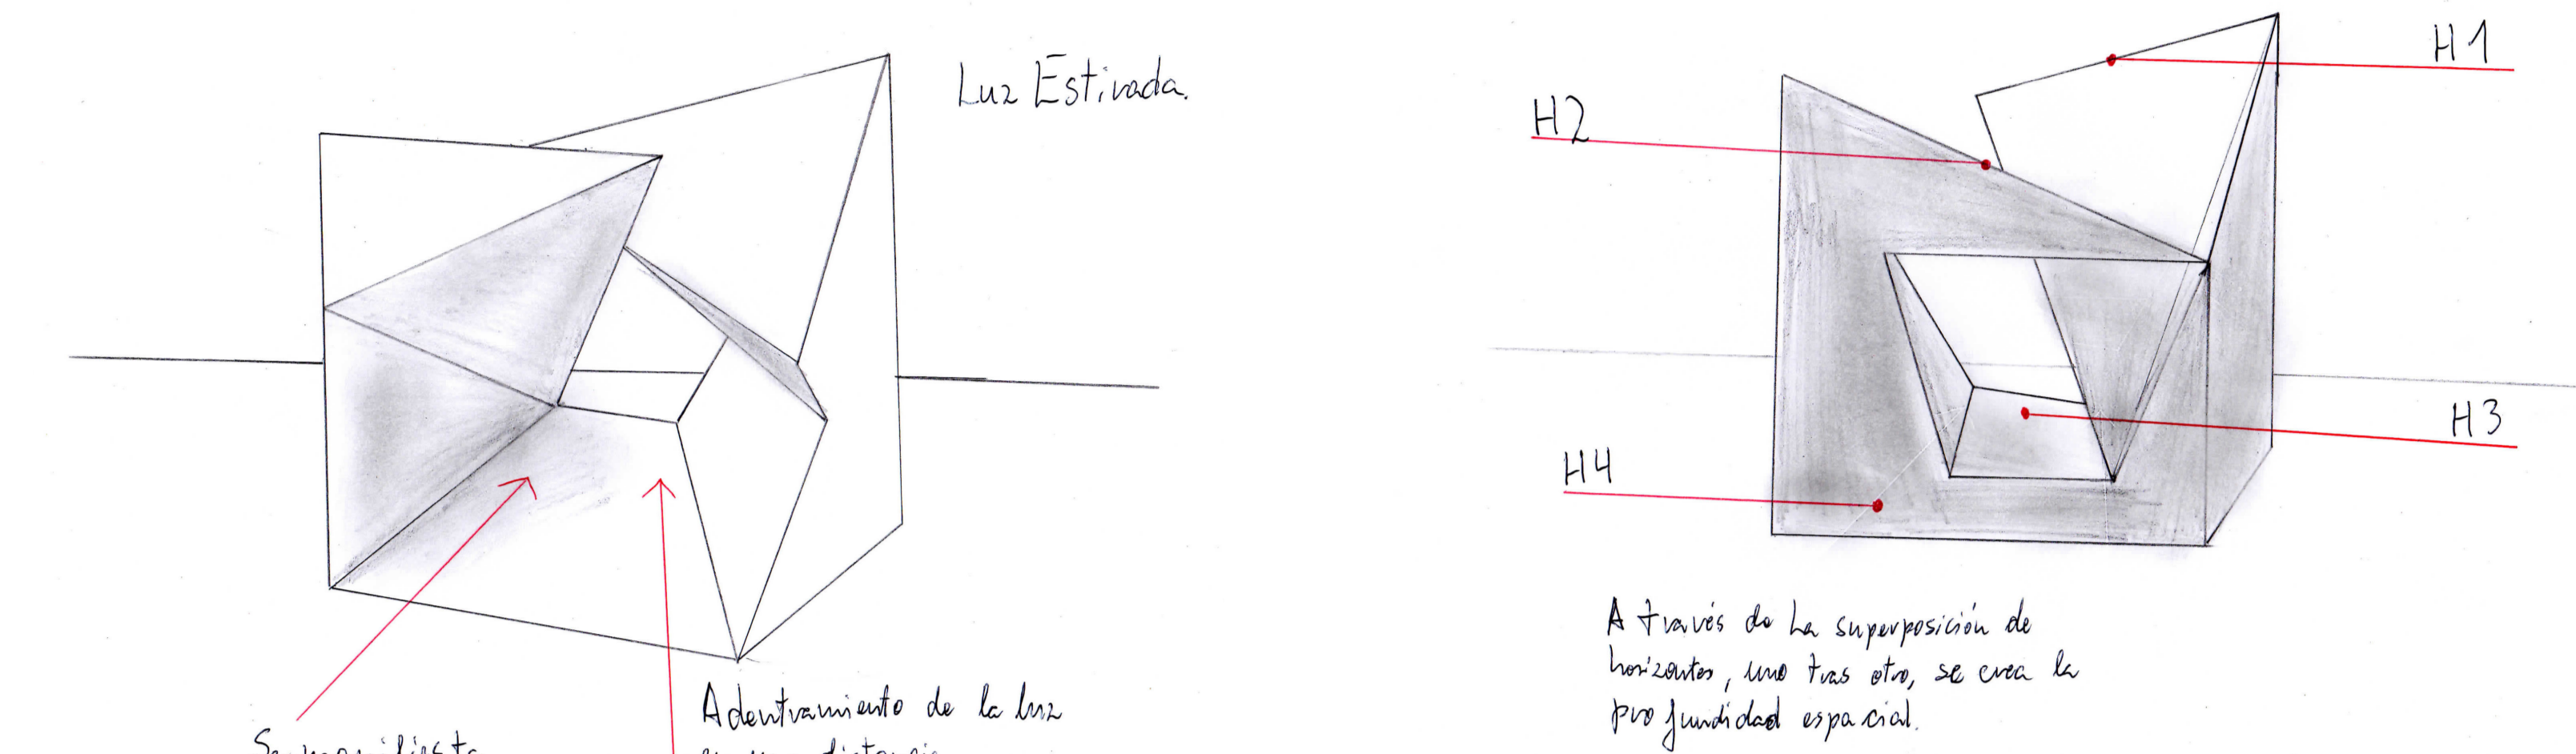 Luz Estivada.
Adentramiento de la luz
H1
H2
H3
H4
A través de La superposición de
horizontes, uno tras otro, se crea la
profundidad espacial.